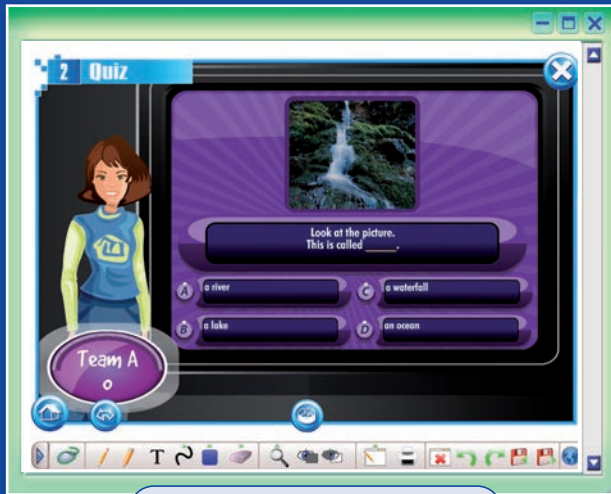 2 Quiz
Look at the picture.
This is called _____.
A a river
C a waterfall
B a lake
D an ocean
Team A
0
T